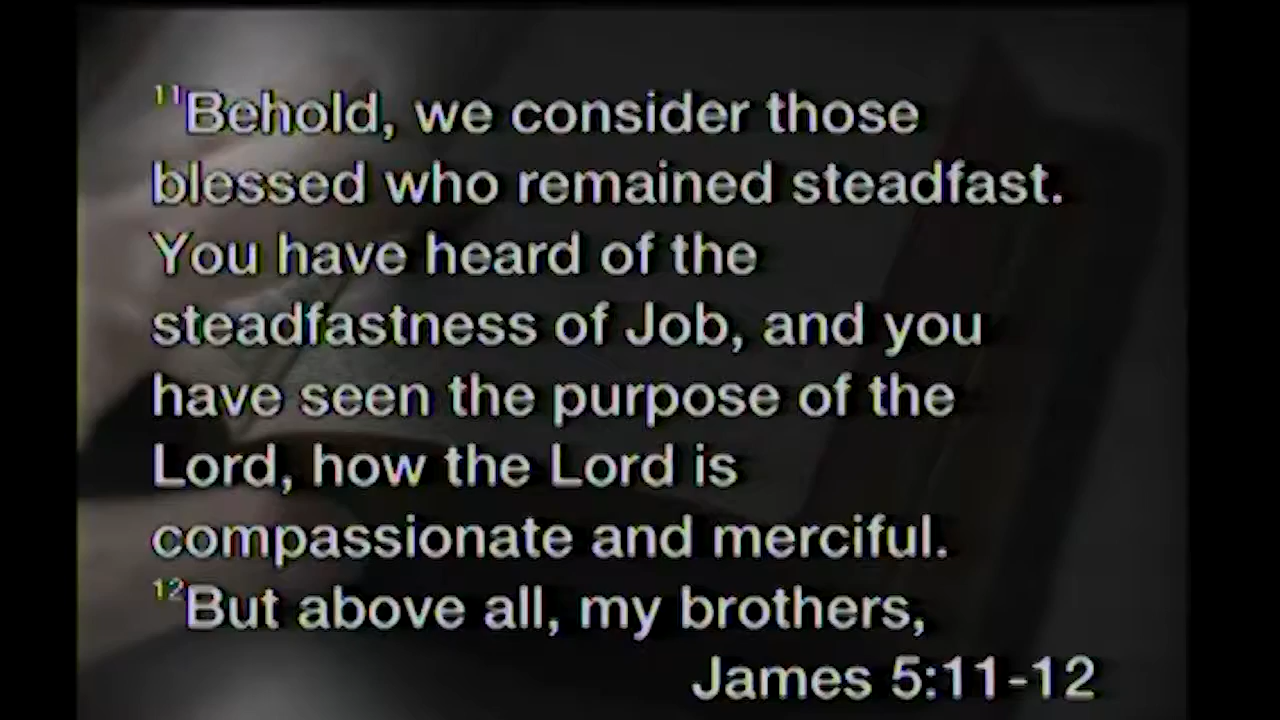 ¹¹Behold, we consider those
blessed who remained steadfast.
You have heard of the
steadfastness of Job, and you
have seen the purpose of the
Lord, how the Lord is
compassionate and merciful.
¹²But above all, my brothers,
James 5:11-12